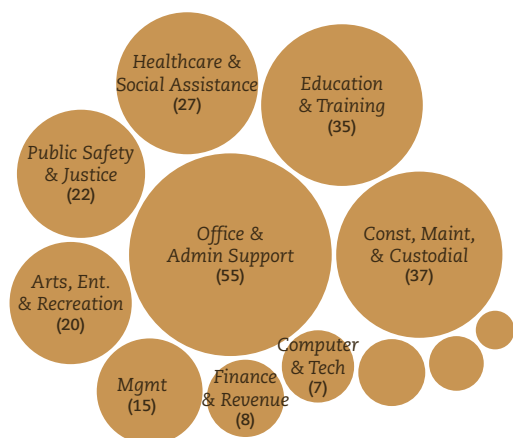 Healthcare &
Social Assistance
(27)
Education
& Training
(35)
Public Safety
& Justice
(22)
Office &
Admin Support
(55)
Const, Maint,
& Custodial
(37)
Arts, Ent.
& Recreation
(20)
Mgmt
(15)
Finance
& Revenue
(8)
Computer
& Tech
(7)